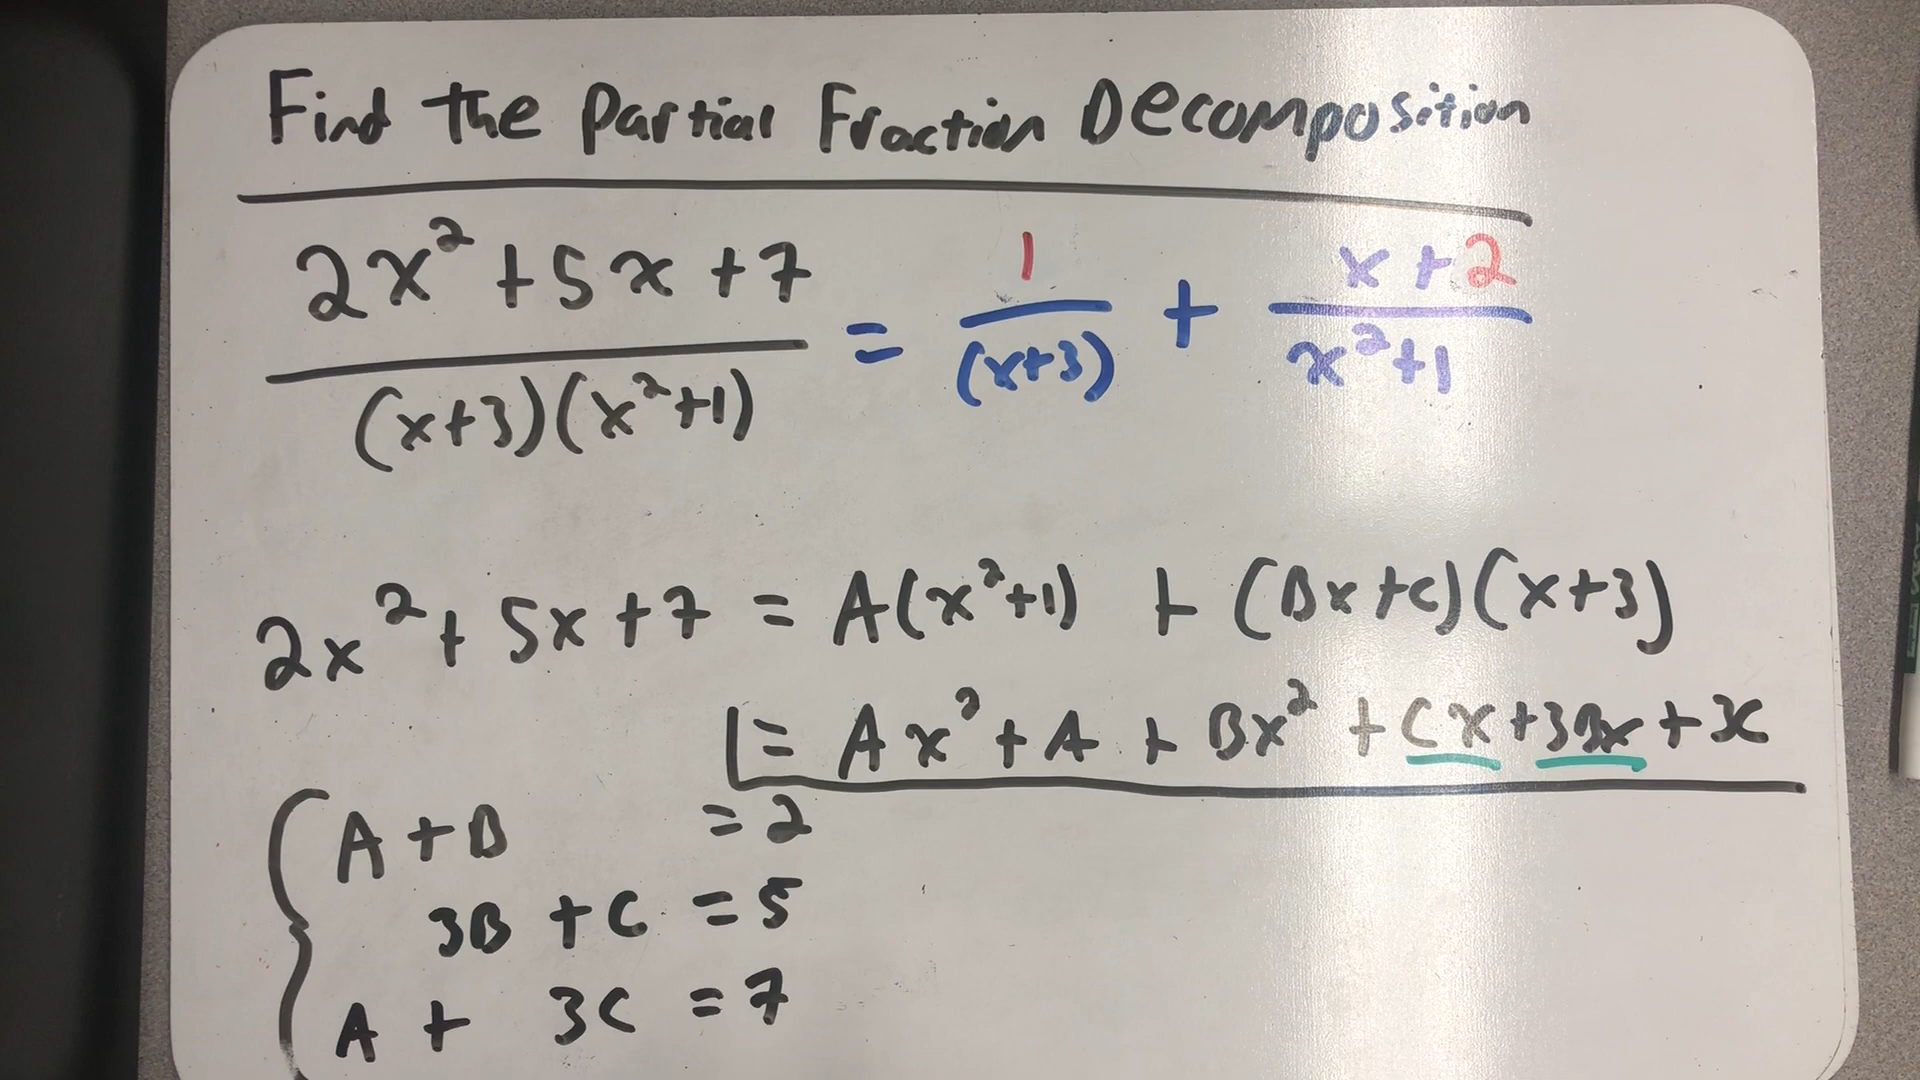 Find the Partial Fraction Decomposition
2x² + 5x + 7 / (x+3)(x²+1) = 1 / (x+3) + x + 2 / x²+1
2x² + 5x + 7 = A(x²+1) + (Bx+C)(x+3)
= Ax² + A + Bx² + Cx + 3Bx + 3C
A + B = 2
3B + C = 5
A + 3C = 7